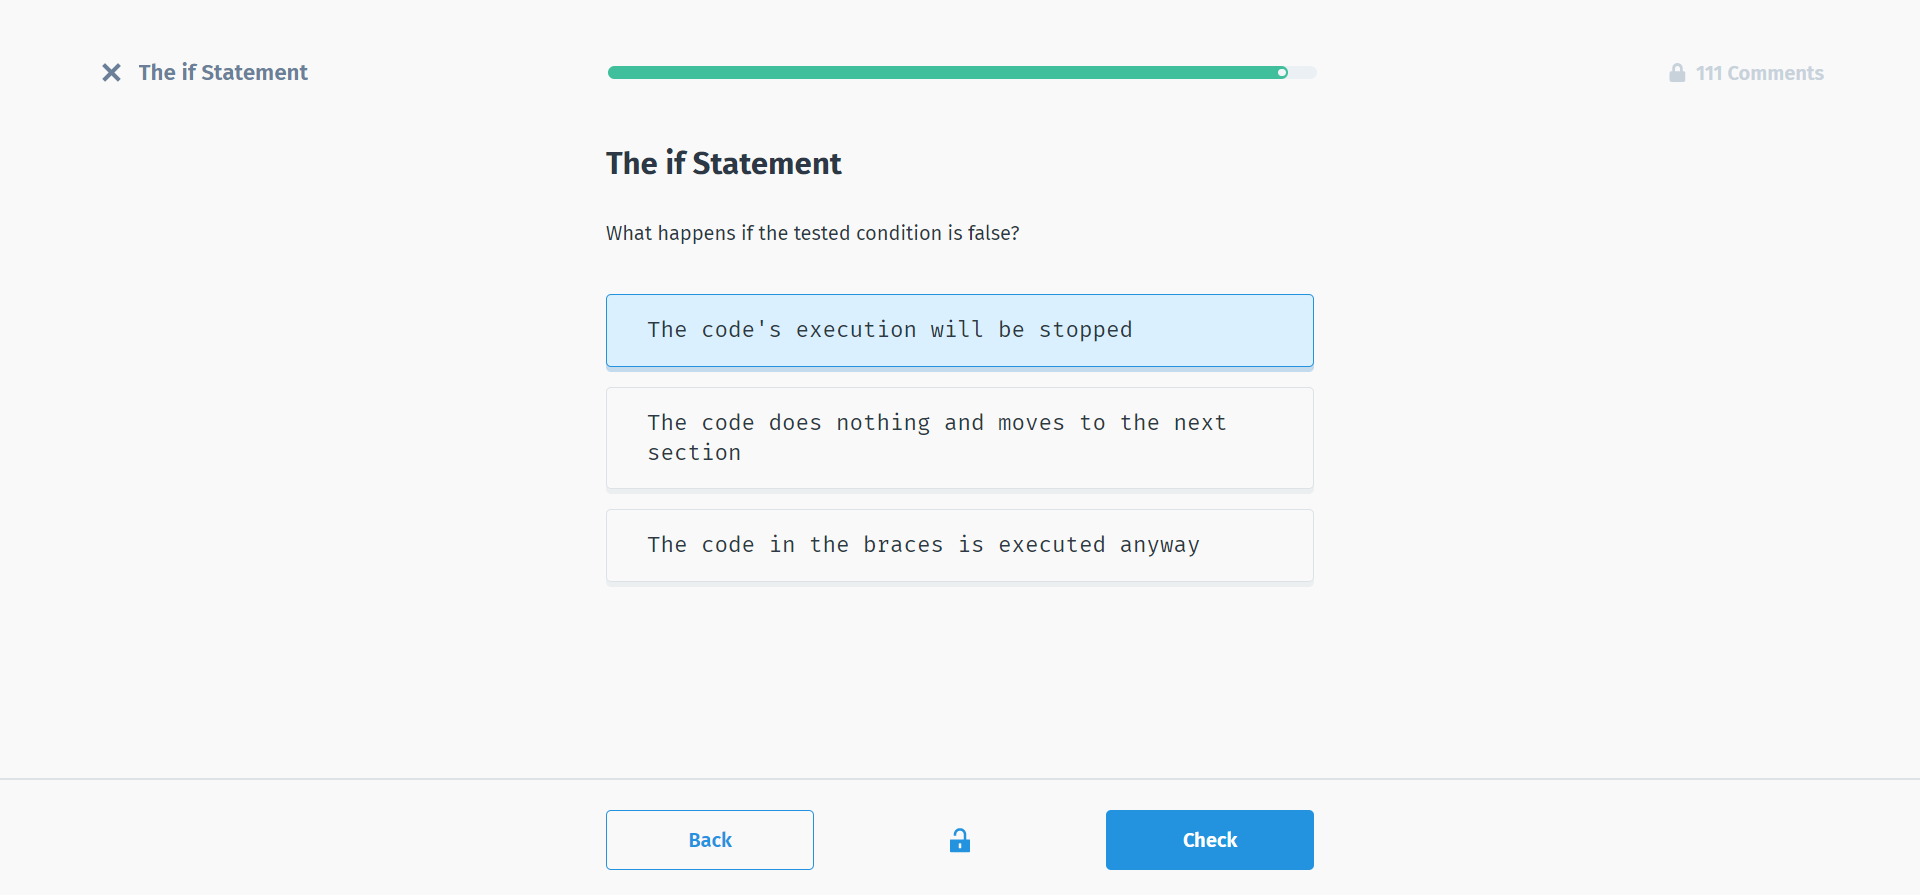 The if Statement
111 Comments
The if Statement
What happens if the tested condition is false?
The code's execution will be stopped
The code does nothing and moves to the next
section
The code in the braces is executed anyway
Back
Check